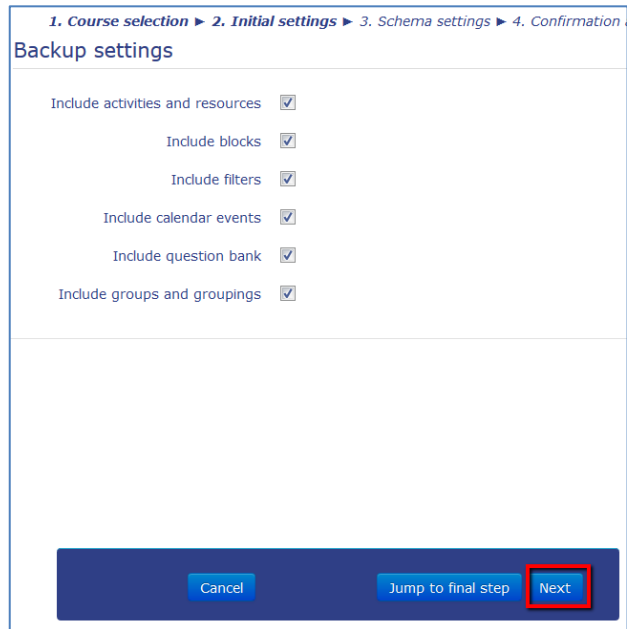 1. Course selection ► 2. Initial settings ► 3. Schema settings ► 4. Confirmation
Backup settings
Include activities and resources
Include blocks
Include filters
Include calendar events
Include question bank
Include groups and groupings
Cancel Jump to final step Next